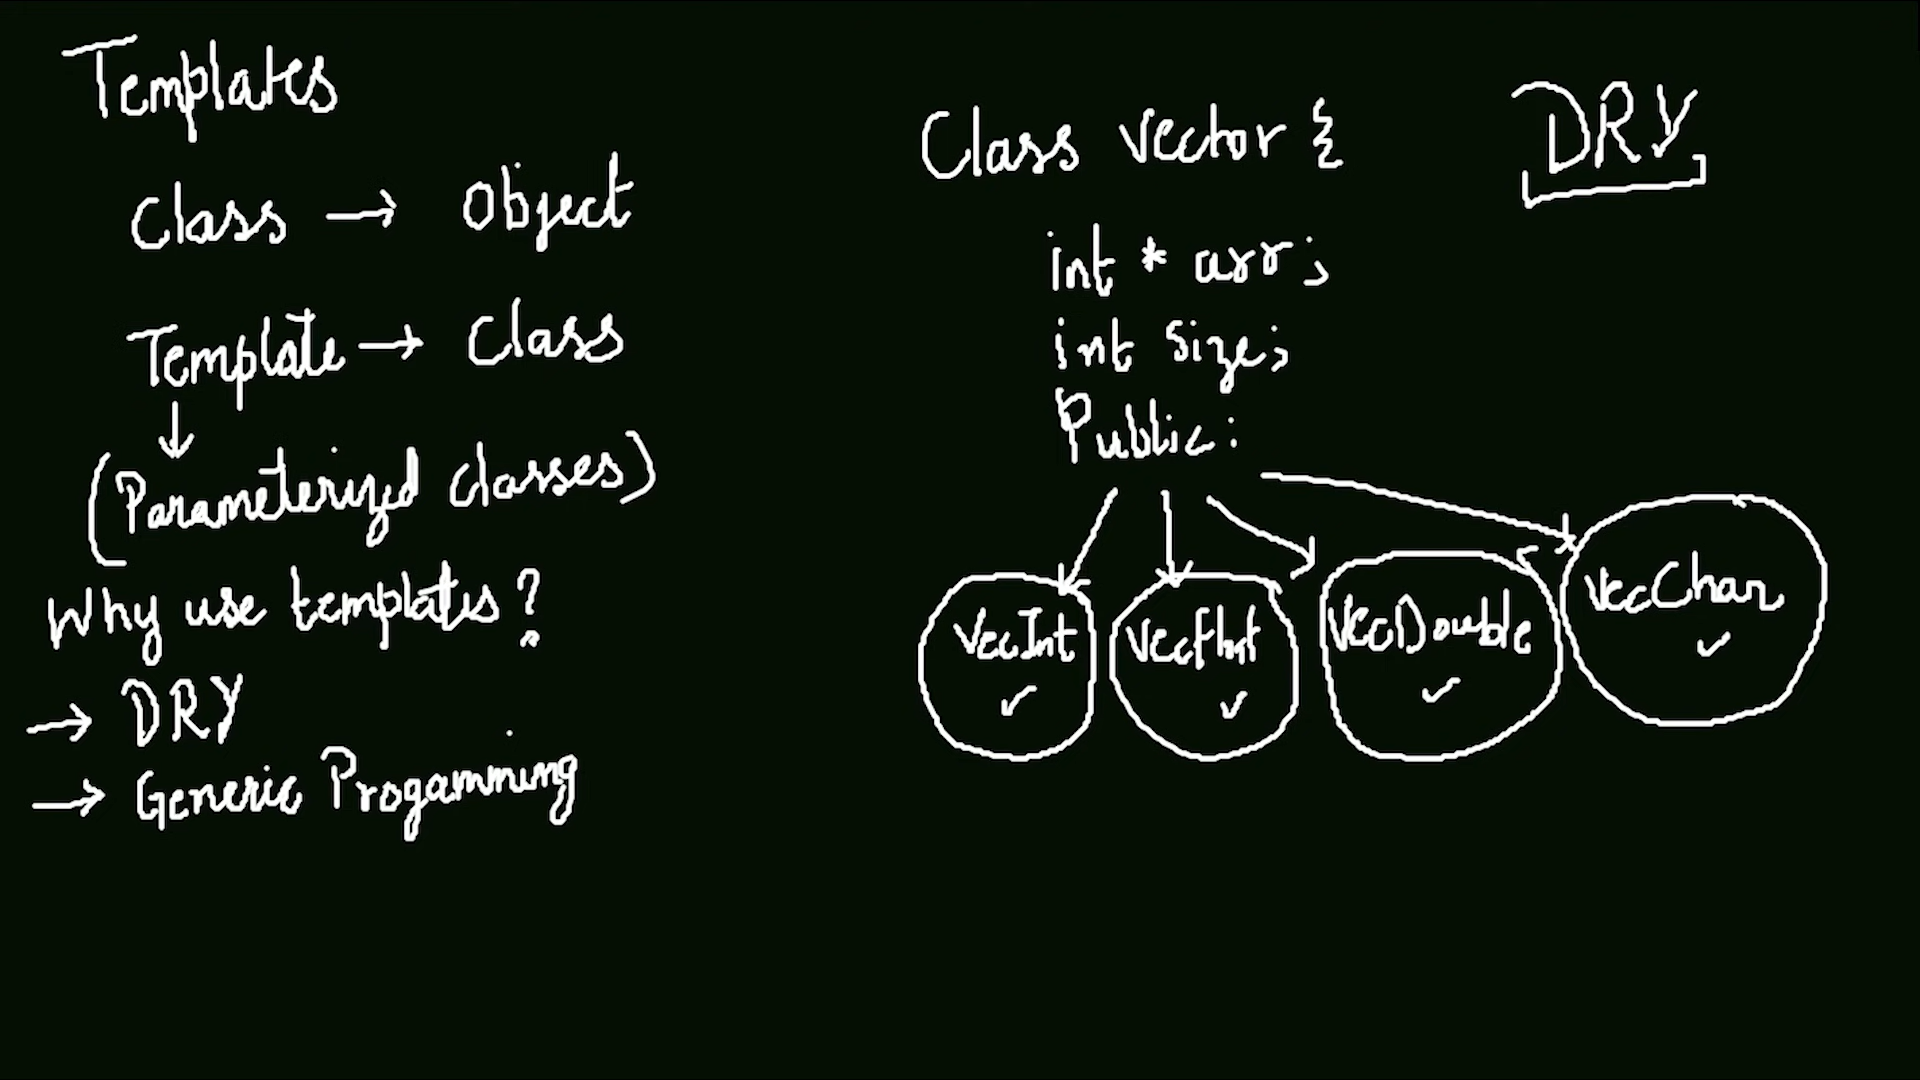 Templates
Class → Object
Template → Class
↓
(Parameterized classes)
Why use templates?
→ DRY
→ Generic Progamming
Class Vector {
int * arr;
int size;
Public:
VecInt ✓
VecFloat ✓
VecDouble ✓
VecChar ✓
DRY